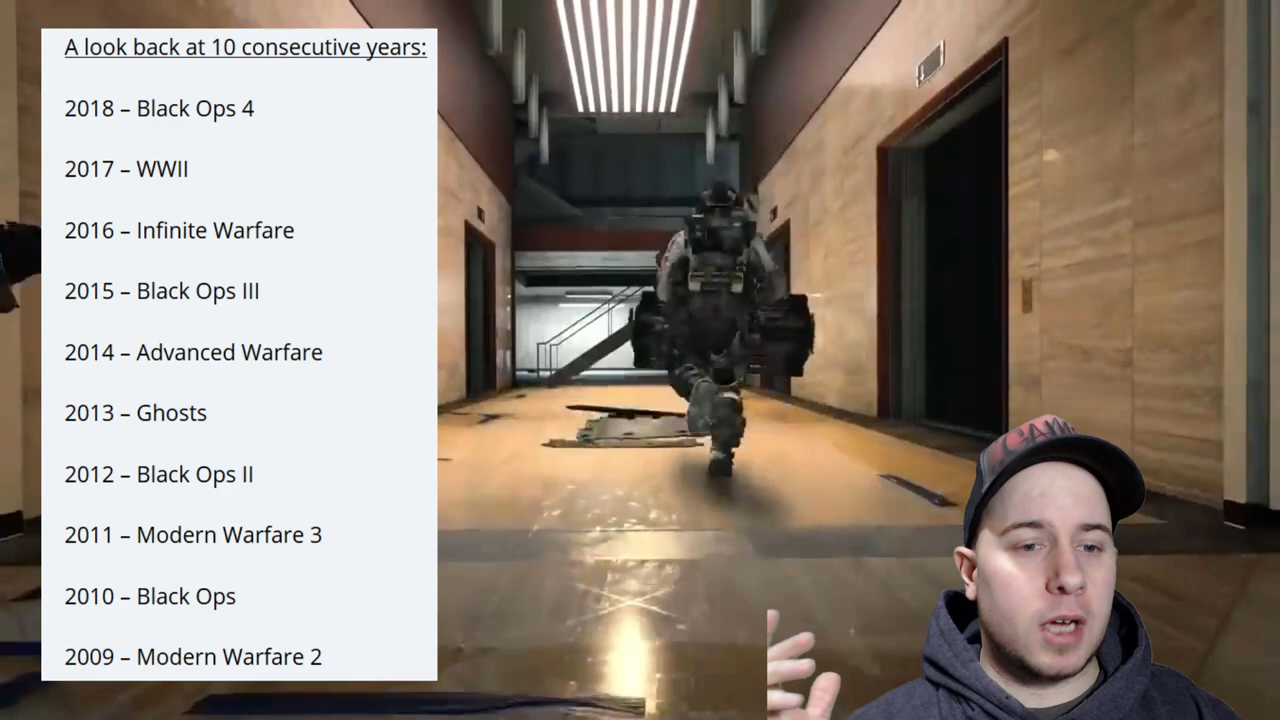 A look back at 10 consecutive years:
2018 – Black Ops 4
2017 – WWII
2016 – Infinite Warfare
2015 – Black Ops III
2014 – Advanced Warfare
2013 – Ghosts
2012 – Black Ops II
2011 – Modern Warfare 3
2010 – Black Ops
2009 – Modern Warfare 2
GAM